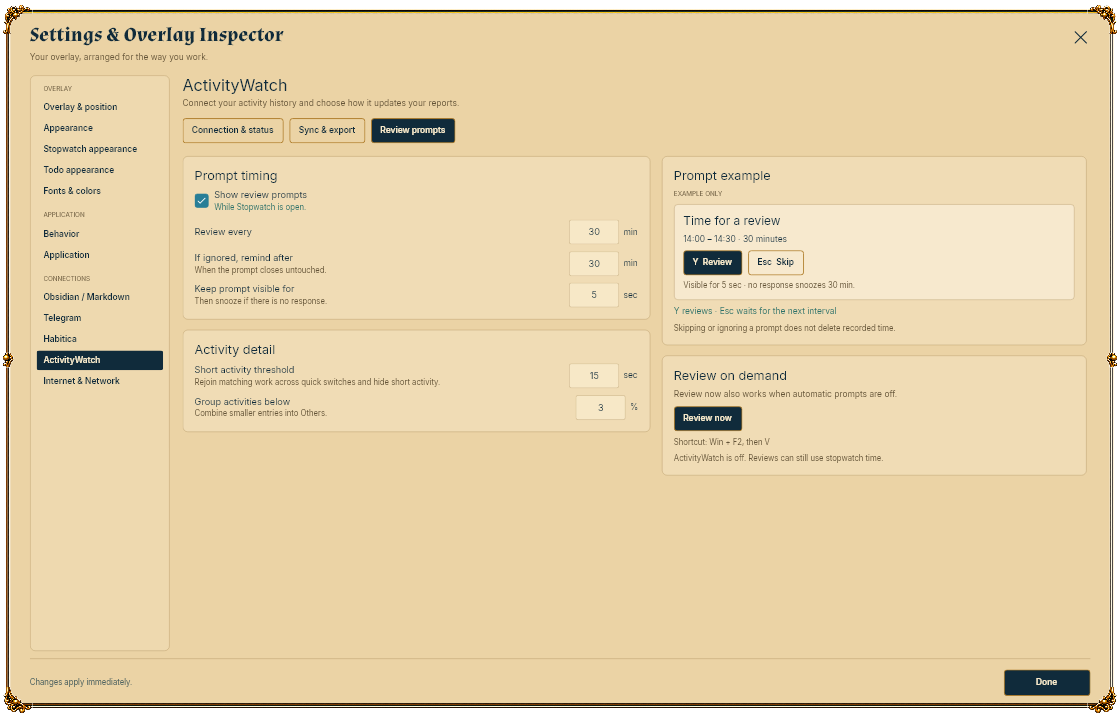 Settings & Overlay Inspector
Your overlay, arranged for the way you work.
OVERLAY
Overlay & position
Appearance
Stopwatch appearance
Todo appearance
Fonts & colors
APPLICATION
Behavior
Application
CONNECTIONS
Obsidian / Markdown
Telegram
Habitica
ActivityWatch
Internet & Network
ActivityWatch
Connect your activity history and choose how it updates your reports.
Connection & status
Sync & export
Review prompts
Prompt timing
Show review prompts
While Stopwatch is open.
Review every 30 min
If ignored, remind after 30 min
When the prompt closes untouched.
Keep prompt visible for 5 sec
Then snooze if there is no response.
Activity detail
Short activity threshold 15 sec
Rejoin matching work across quick switches and hide short activity.
Group activities below 3 %
Combine smaller entries into Others.
Prompt example
EXAMPLE ONLY
Time for a review
14:00 – 14:30 · 30 minutes
Y Review
Esc Skip
Visible for 5 sec · no response snoozes 30 min.
Y reviews · Esc waits for the next interval
Skipping or ignoring a prompt does not delete recorded time.
Review on demand
Review now also works when automatic prompts are off.
Review now
Shortcut: Win + F2, then V
ActivityWatch is off. Reviews can still use stopwatch time.
Changes apply immediately.
Done